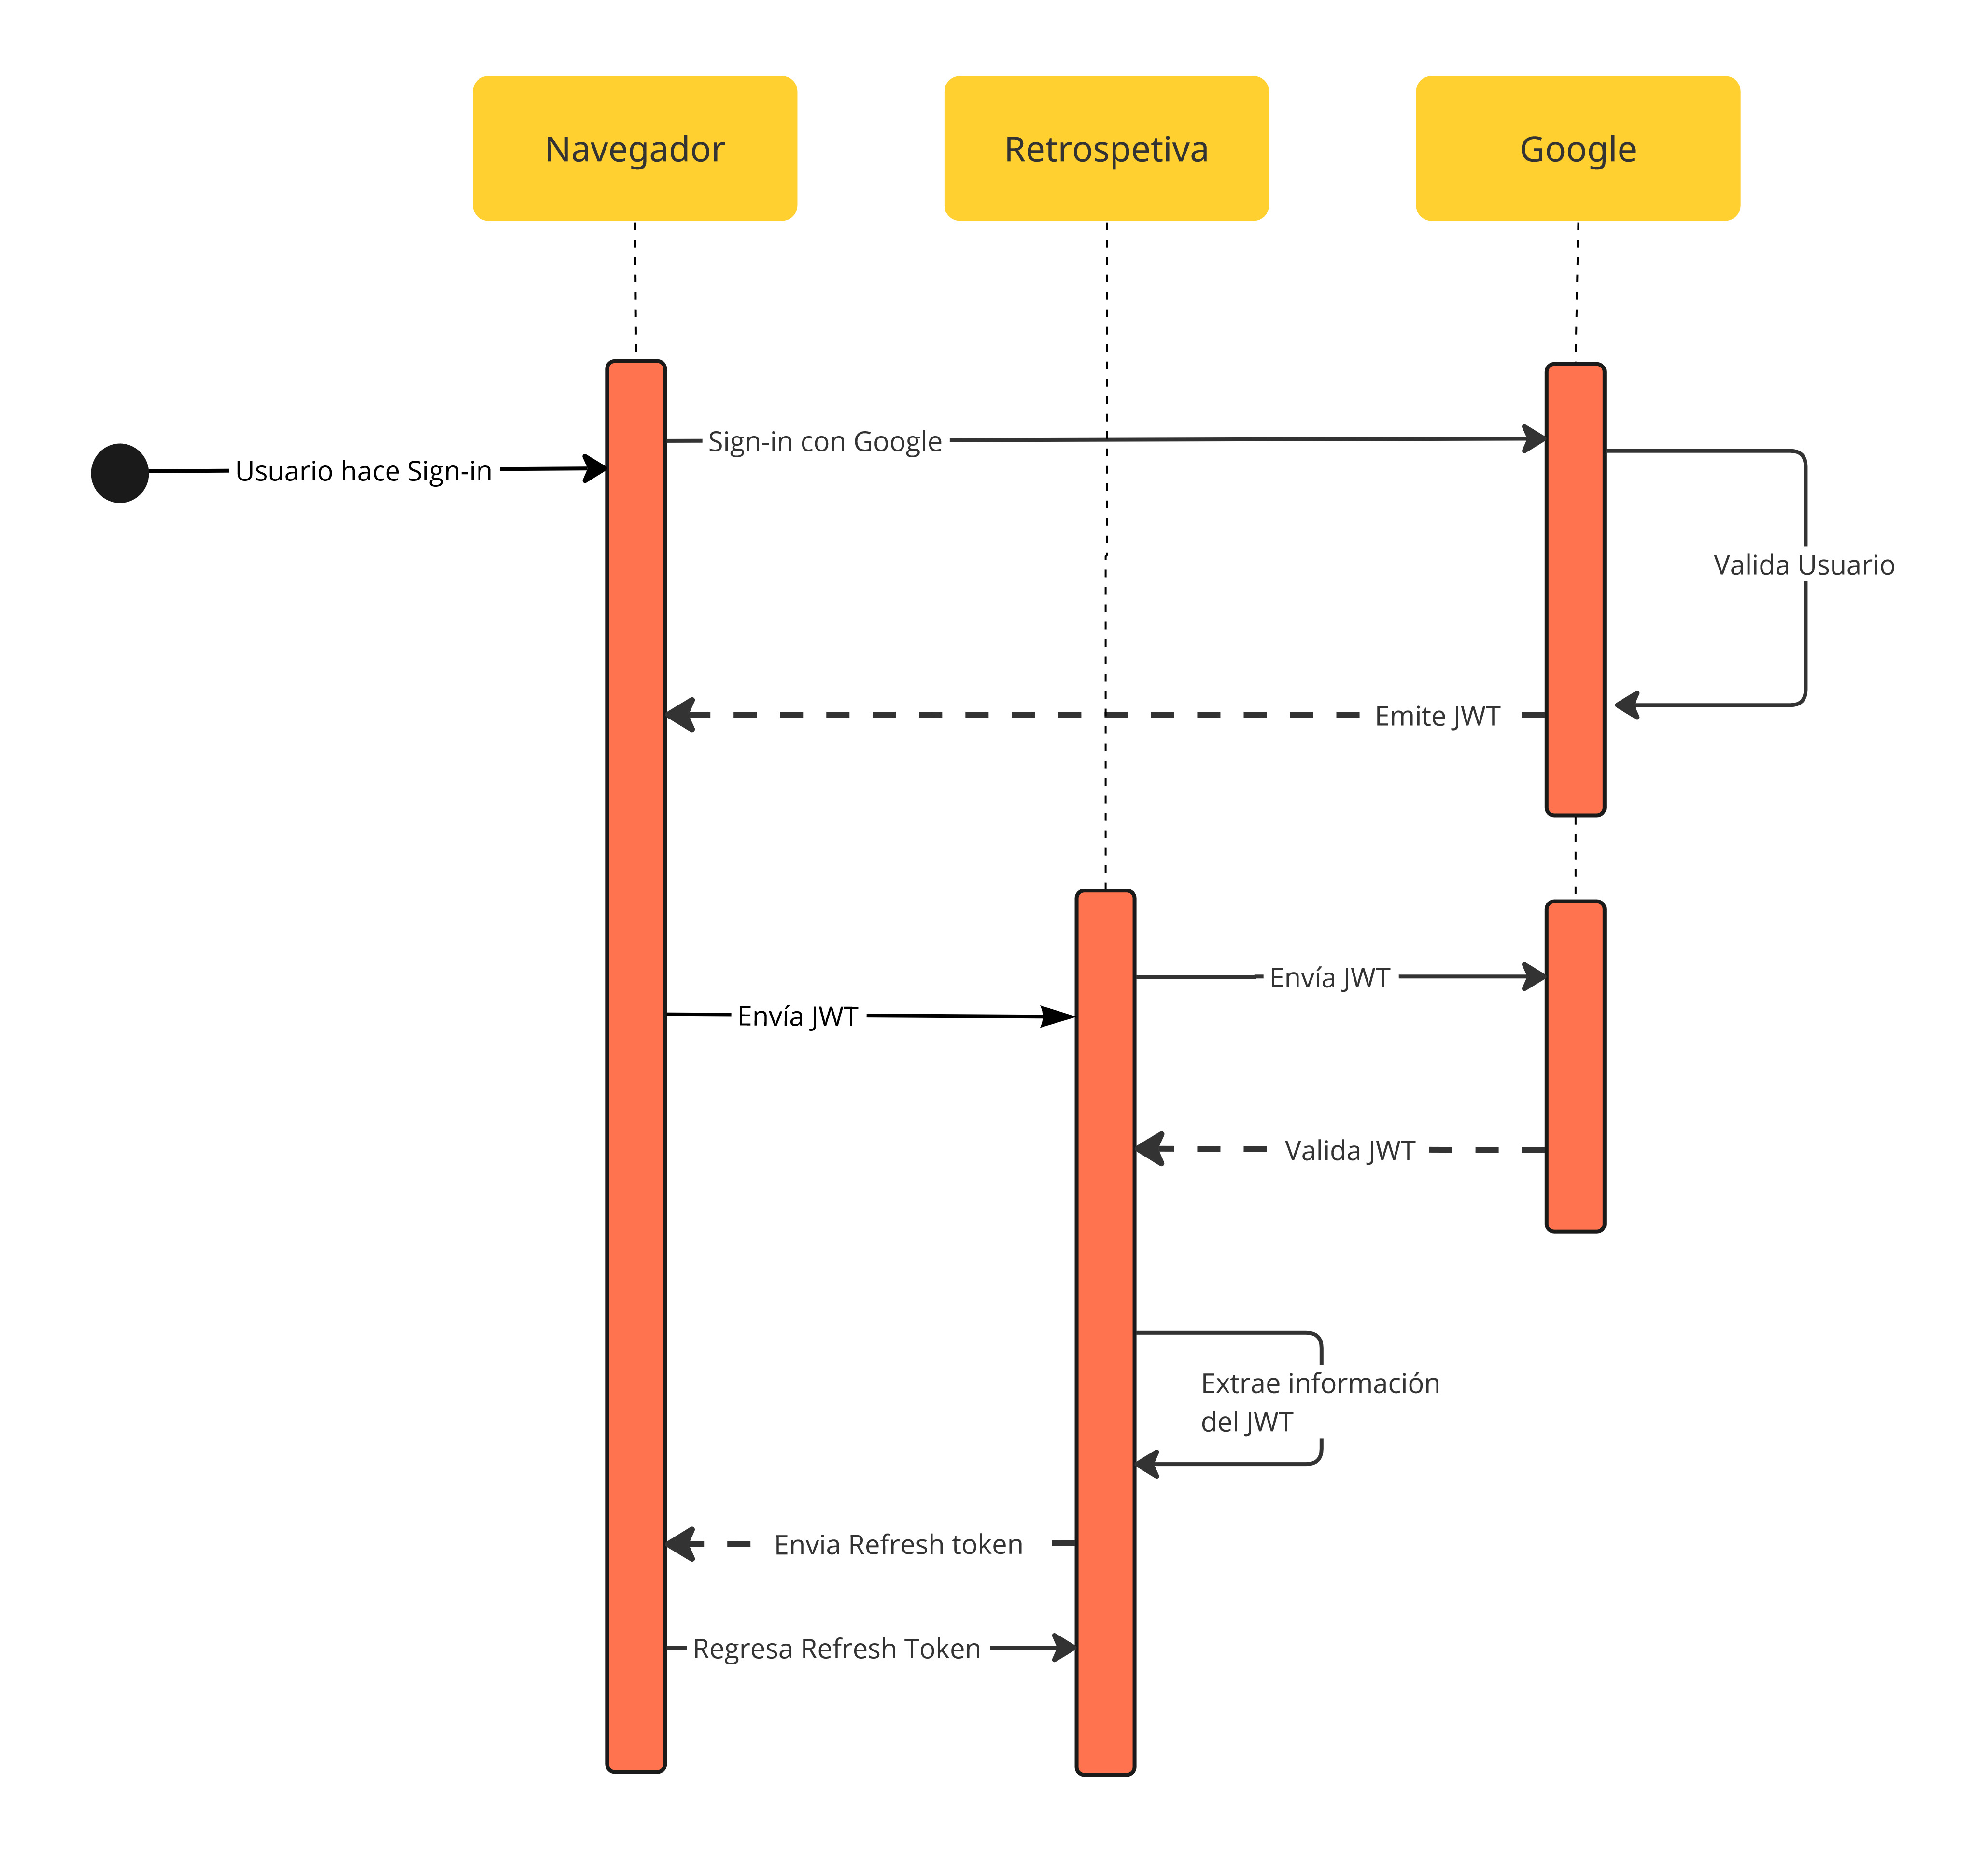 Navegador
Retrospetiva
Google
Sign-in con Google
Usuario hace Sign-in
Valida Usuario
Emite JWT
Envía JWT
Envía JWT
Valida JWT
Extrae información
del JWT
Envia Refresh token
Regresa Refresh Token